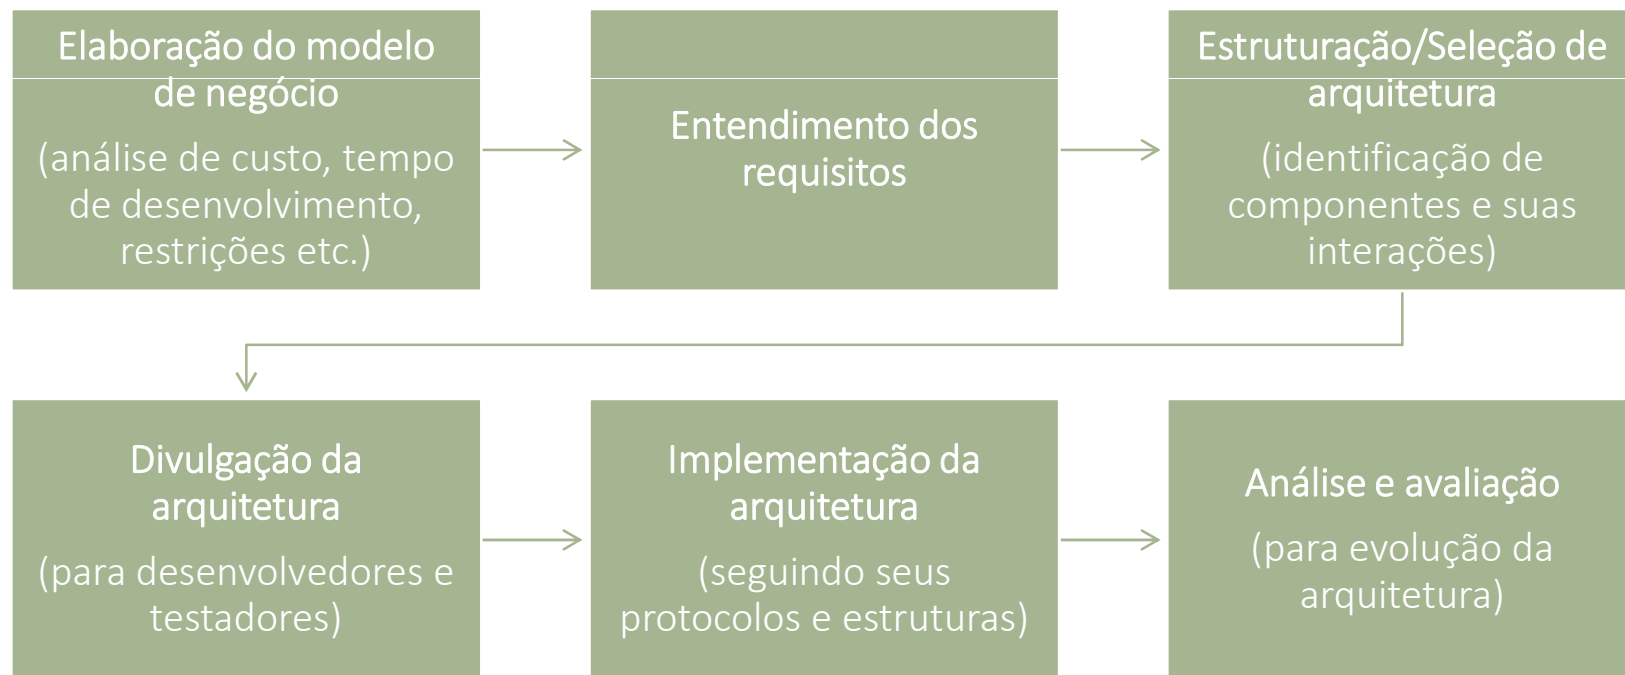 Elaboração do modelo
de negócio
(análise de custo, tempo
de desenvolvimento,
restrições etc.)
Entendimento dos
requisitos
Estruturação/Seleção de
arquitetura
(identificação de
componentes e suas
interações)
Divulgação da
arquitetura
(para desenvolvedores e
testadores)
Implementação da
arquitetura
(seguindo seus
protocolos e estruturas)
Análise e avaliação
(para evolução da
arquitetura)